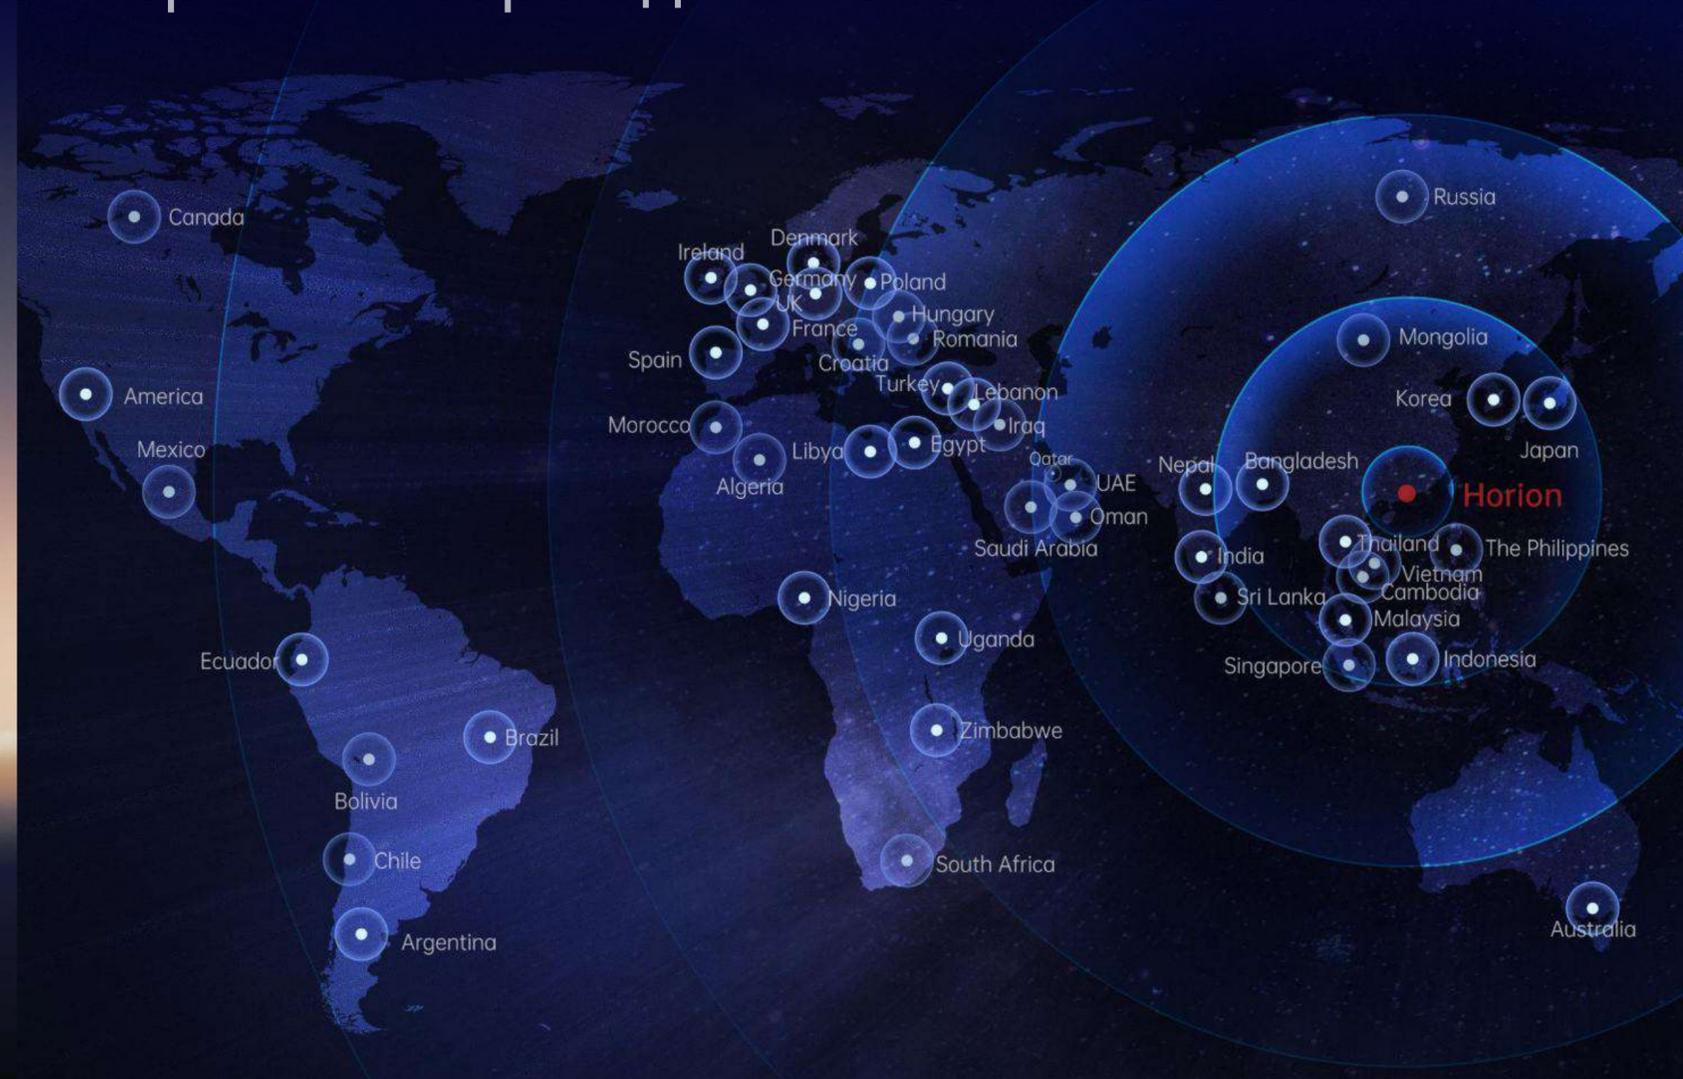 Russia
Canada
Denmark
Ireland
Germany
Poland
UK
Hungary
France
Romania
Mongolia
Spain
Croatia
Turkey
Lebanon
America
Korea
Morocco
Iraq
Mexico
Libya
Egypt
Japan
Qatar
Nepal
Bangladesh
Algeria
UAE
Horion
Oman
Saudi Arabia
Thailand
The Philippines
India
Vietnam
Cambodia
Nigeria
Sri Lanka
Malaysia
Uganda
Ecuador
Singapore
Indonesia
Zimbabwe
Brazil
Bolivia
Chile
South Africa
Australia
Argentina